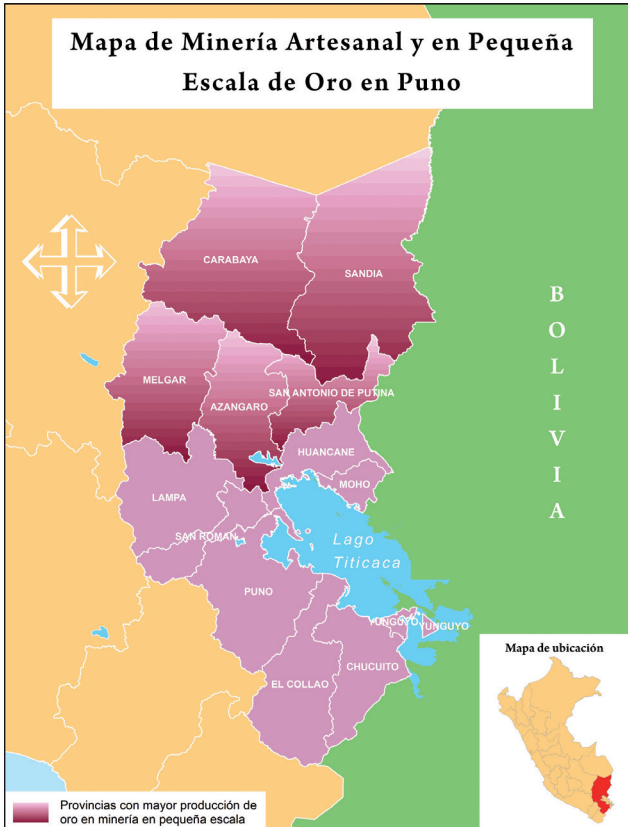 Mapa de Minería Artesanal y en Pequeña
Escala de Oro en Puno
CARABAYA
SANDIA
BOLIVIA
MELGAR
AZANGARO
SAN ANTONIO DE PUTINA
HUANCANE
MOHO
LAMPA
SAN ROMAN
Lago
Titicaca
PUNO
YUNGUYO
YUNGUYO
CHUCUITO
EL COLLAO
Mapa de ubicación
Provincias con mayor producción de
oro en minería en pequeña escala